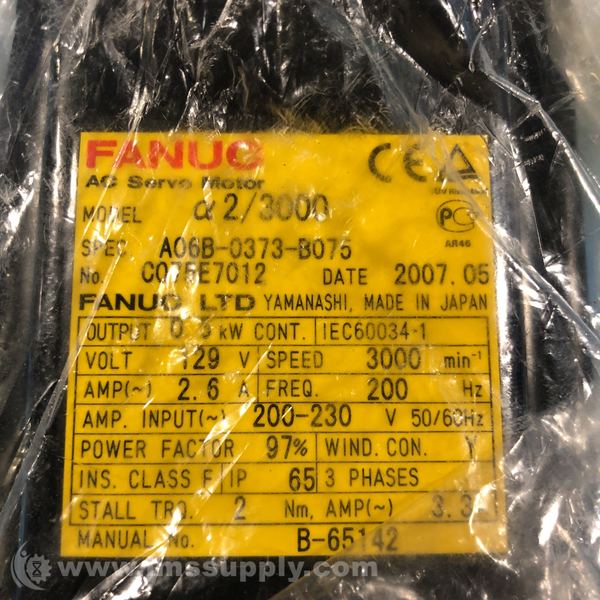 FANUC
AC Servo Motor
MODEL α2/3000
SPEC. A06B-0373-B075
AR46
No. C075E7012 DATE 2007.05
FANUC LTD YAMANASHI, MADE IN JAPAN
OUTPUT kW CONT. IEC60034-1
VOLT 129 V SPEED 3000 min⁻¹
AMP(~) 2.6 A FREQ. 200 Hz
AMP. INPUT(~) 200-230 V 50/60Hz
POWER FACTOR 97% WIND. CON. Y
INS. CLASS F IP 65 3 PHASES
STALL TRQ. 2 Nm, AMP(~)
MANUAL No. B-65142
www.imssupply.com